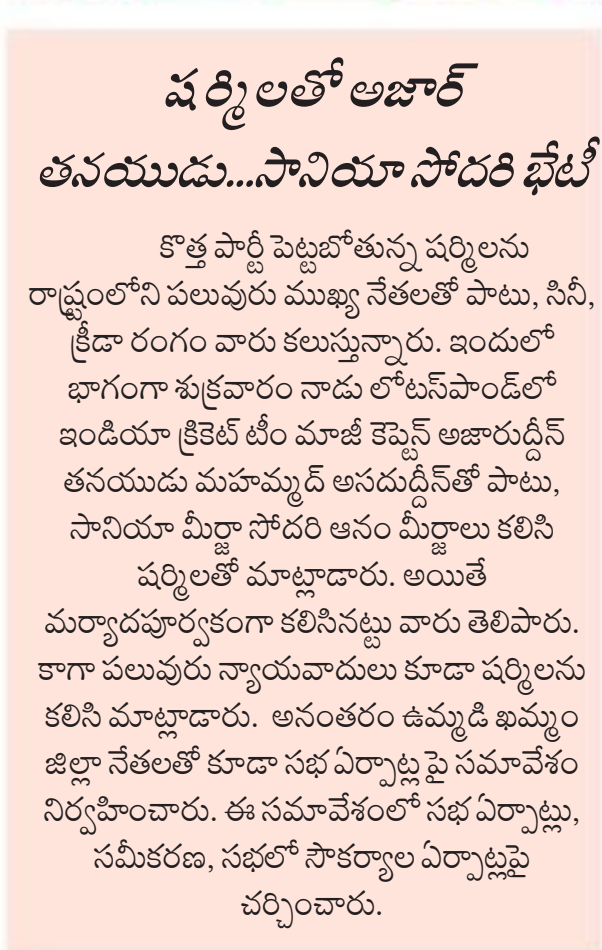 షర్మిలతో అజార్
తనయుడు...సానియా సోదరి భేటీ
కొత్త పార్టీ పెట్టబోతున్న షర్మిలను
రాష్ట్రంలోని పలువురు ముఖ్య నేతలతో పాటు, సినీ,
క్రీడా రంగం వారు కలుస్తున్నారు. ఇందులో
భాగంగా శుక్రవారం నాడు లోటస్‌పాండ్‌లో
ఇండియా క్రికెట్ టీం మాజీ కెప్టెన్ అజారుద్దీన్
తనయుడు మహమ్మద్ అసదుద్దీన్‌తో పాటు,
సానియా మీర్జా సోదరి ఆనం మీర్జాలు కలిసి
షర్మిలతో మాట్లాడారు. అయితే
మర్యాదపూర్వకంగా కలిసినట్టు వారు తెలిపారు.
కాగా పలువురు న్యాయవాదులు కూడా షర్మిలను
కలిసి మాట్లాడారు. అనంతరం ఉమ్మడి ఖమ్మం
జిల్లా నేతలతో కూడా సభ ఏర్పాట్ల పై సమావేశం
నిర్వహించారు. ఈ సమావేశంలో సభ ఏర్పాట్లు,
సమీకరణ, సభలో సౌకర్యాల ఏర్పాట్లపై
చర్చించారు.